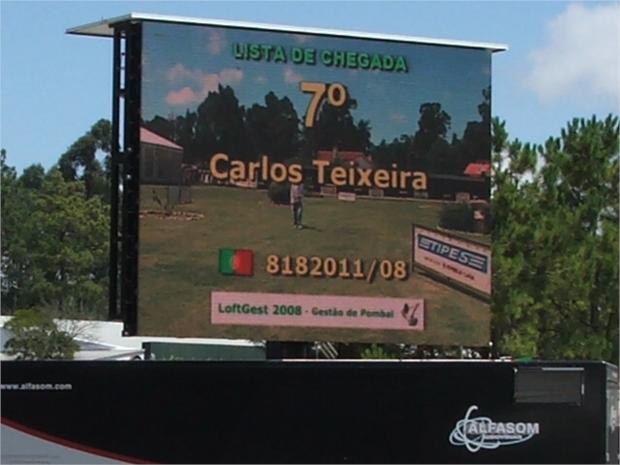 LISTA DE CHEGADA
7º
Carlos Teixeira
8182011/08
TIPES
LoftGest 2008 - Gestão de Pombal
www.alfasom.com
ALFASOM